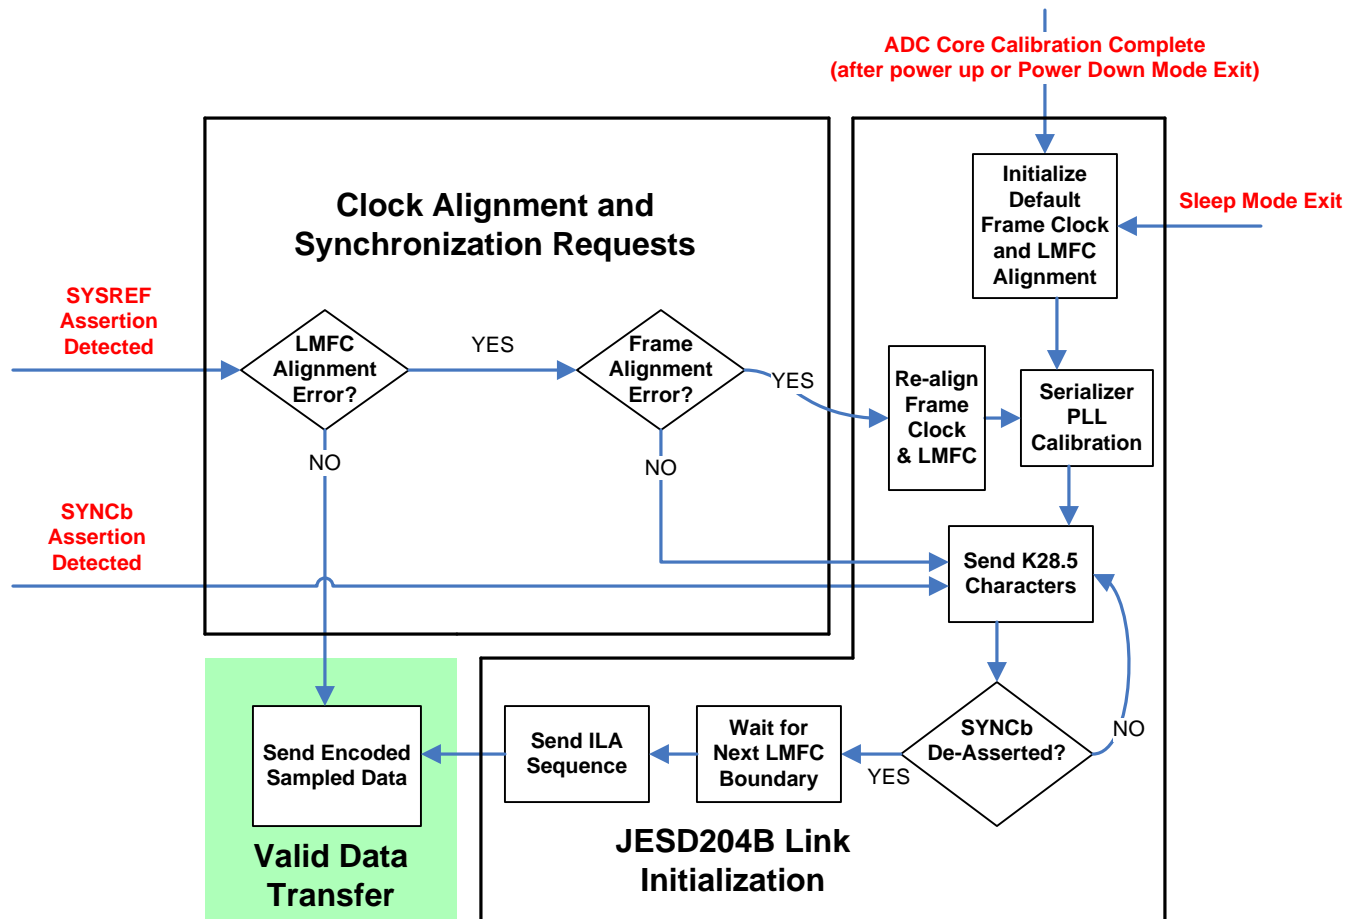 ADC Core Calibration Complete
(after power up or Power Down Mode Exit)
Clock Alignment and
Synchronization Requests
Initialize
Default
Frame Clock
and LMFC
Alignment
Sleep Mode Exit
SYSREF
Assertion
Detected
LMFC
Alignment
Error?
YES
Frame
Alignment
Error?
YES
Re-align
Frame
Clock
& LMFC
Serializer
PLL
Calibration
NO
NO
SYNCb
Assertion
Detected
Send K28.5
Characters
SYNCb
De-Asserted?
NO
YES
Wait for
Next LMFC
Boundary
Send ILA
Sequence
Send Encoded
Sampled Data
Valid Data
Transfer
JESD204B Link
Initialization